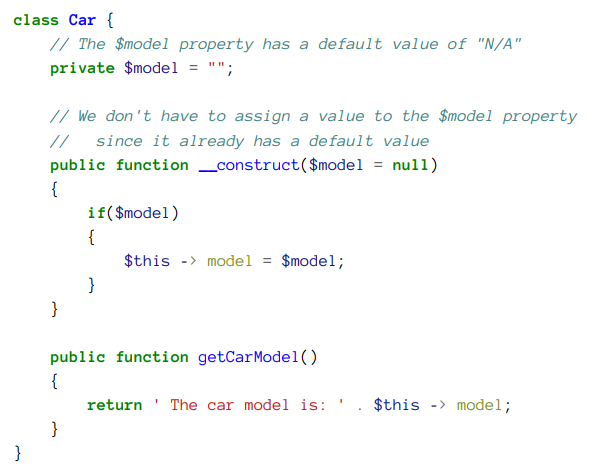 class Car {
    // The $model property has a default value of "N/A"
    private $model = "";

    // We don't have to assign a value to the $model property
    //   since it already has a default value
    public function __construct($model = null)
    {
        if($model)
        {
            $this -> model = $model;
        }
    }

    public function getCarModel()
    {
        return ' The car model is: ' . $this -> model;
    }
}